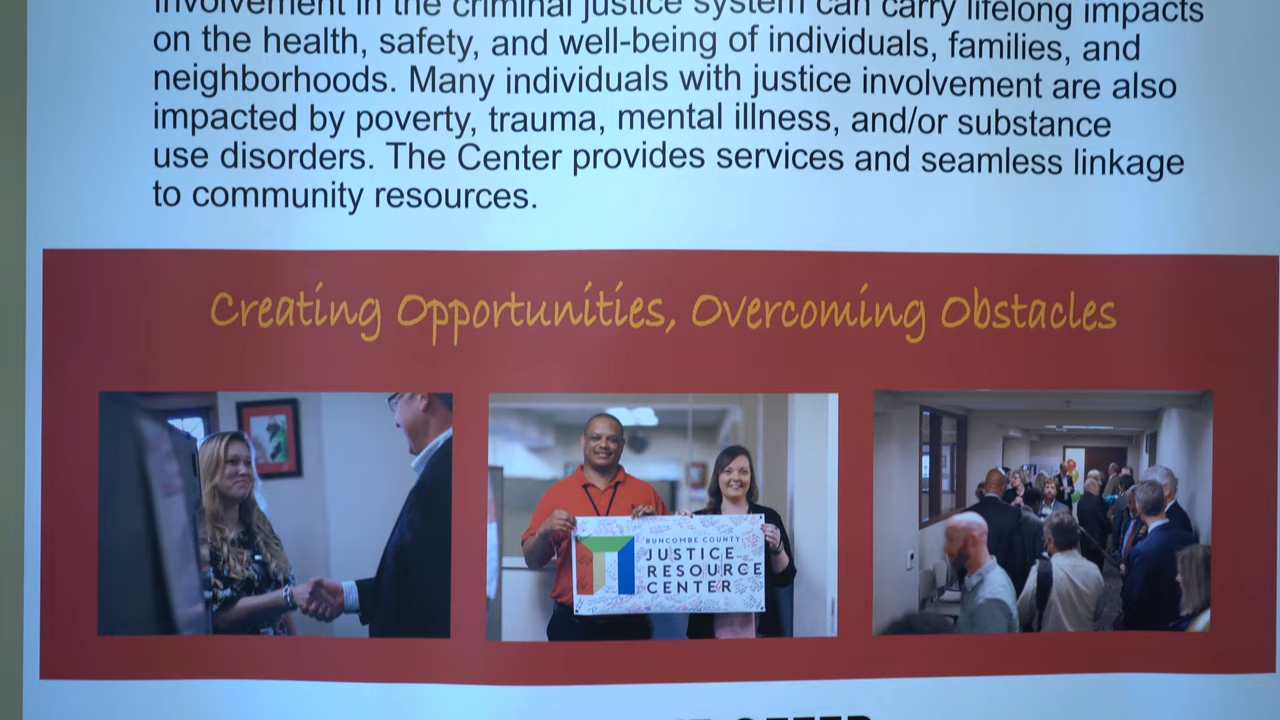 Involvement in the criminal justice system can carry lifelong impacts
on the health, safety, and well-being of individuals, families, and
neighborhoods. Many individuals with justice involvement are also
impacted by poverty, trauma, mental illness, and/or substance
use disorders. The Center provides services and seamless linkage
to community resources.
Creating Opportunities, Overcoming Obstacles
BUNCOMBE COUNTY
JUSTICE
RESOURCE
CENTER